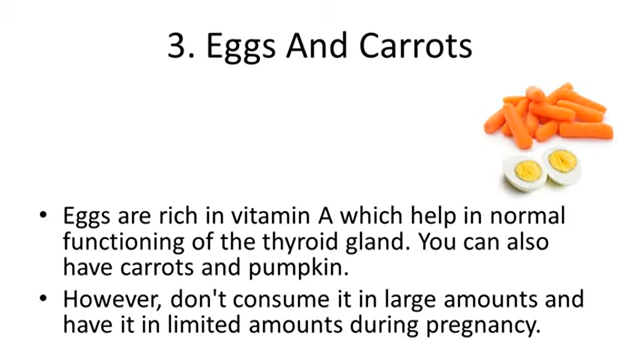 3. Eggs And Carrots
• Eggs are rich in vitamin A which help in normal
functioning of the thyroid gland. You can also
have carrots and pumpkin.
• However, don't consume it in large amounts and
have it in limited amounts during pregnancy.